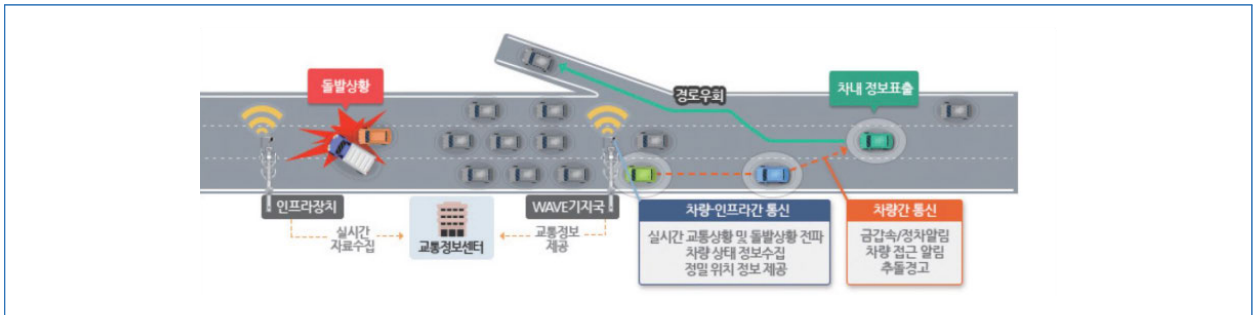 돌발상황
경로우회
차내 정보표출
인프라장치
실시간
자료수집
교통정보센터
WAVE기지국
교통정보
제공
차량-인프라간 통신
실시간 교통상황 및 돌발상황 전파
차량 상태 정보수집
정밀 위치 정보 제공
차량간 통신
금갑속/정차알림
차량 접근 알림
추돌경고